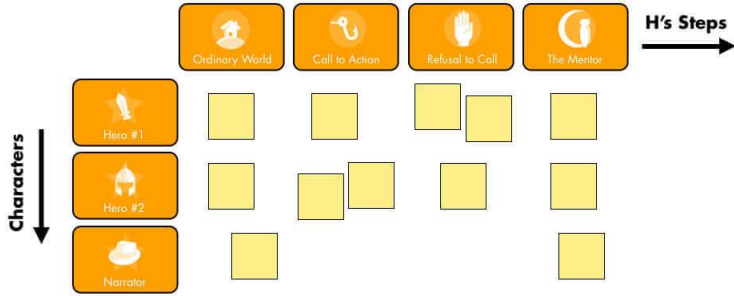 H's Steps
Ordinary World
Call to Action
Refusal to Call
The Mentor
Characters
Hero #1
Hero #2
Narrator